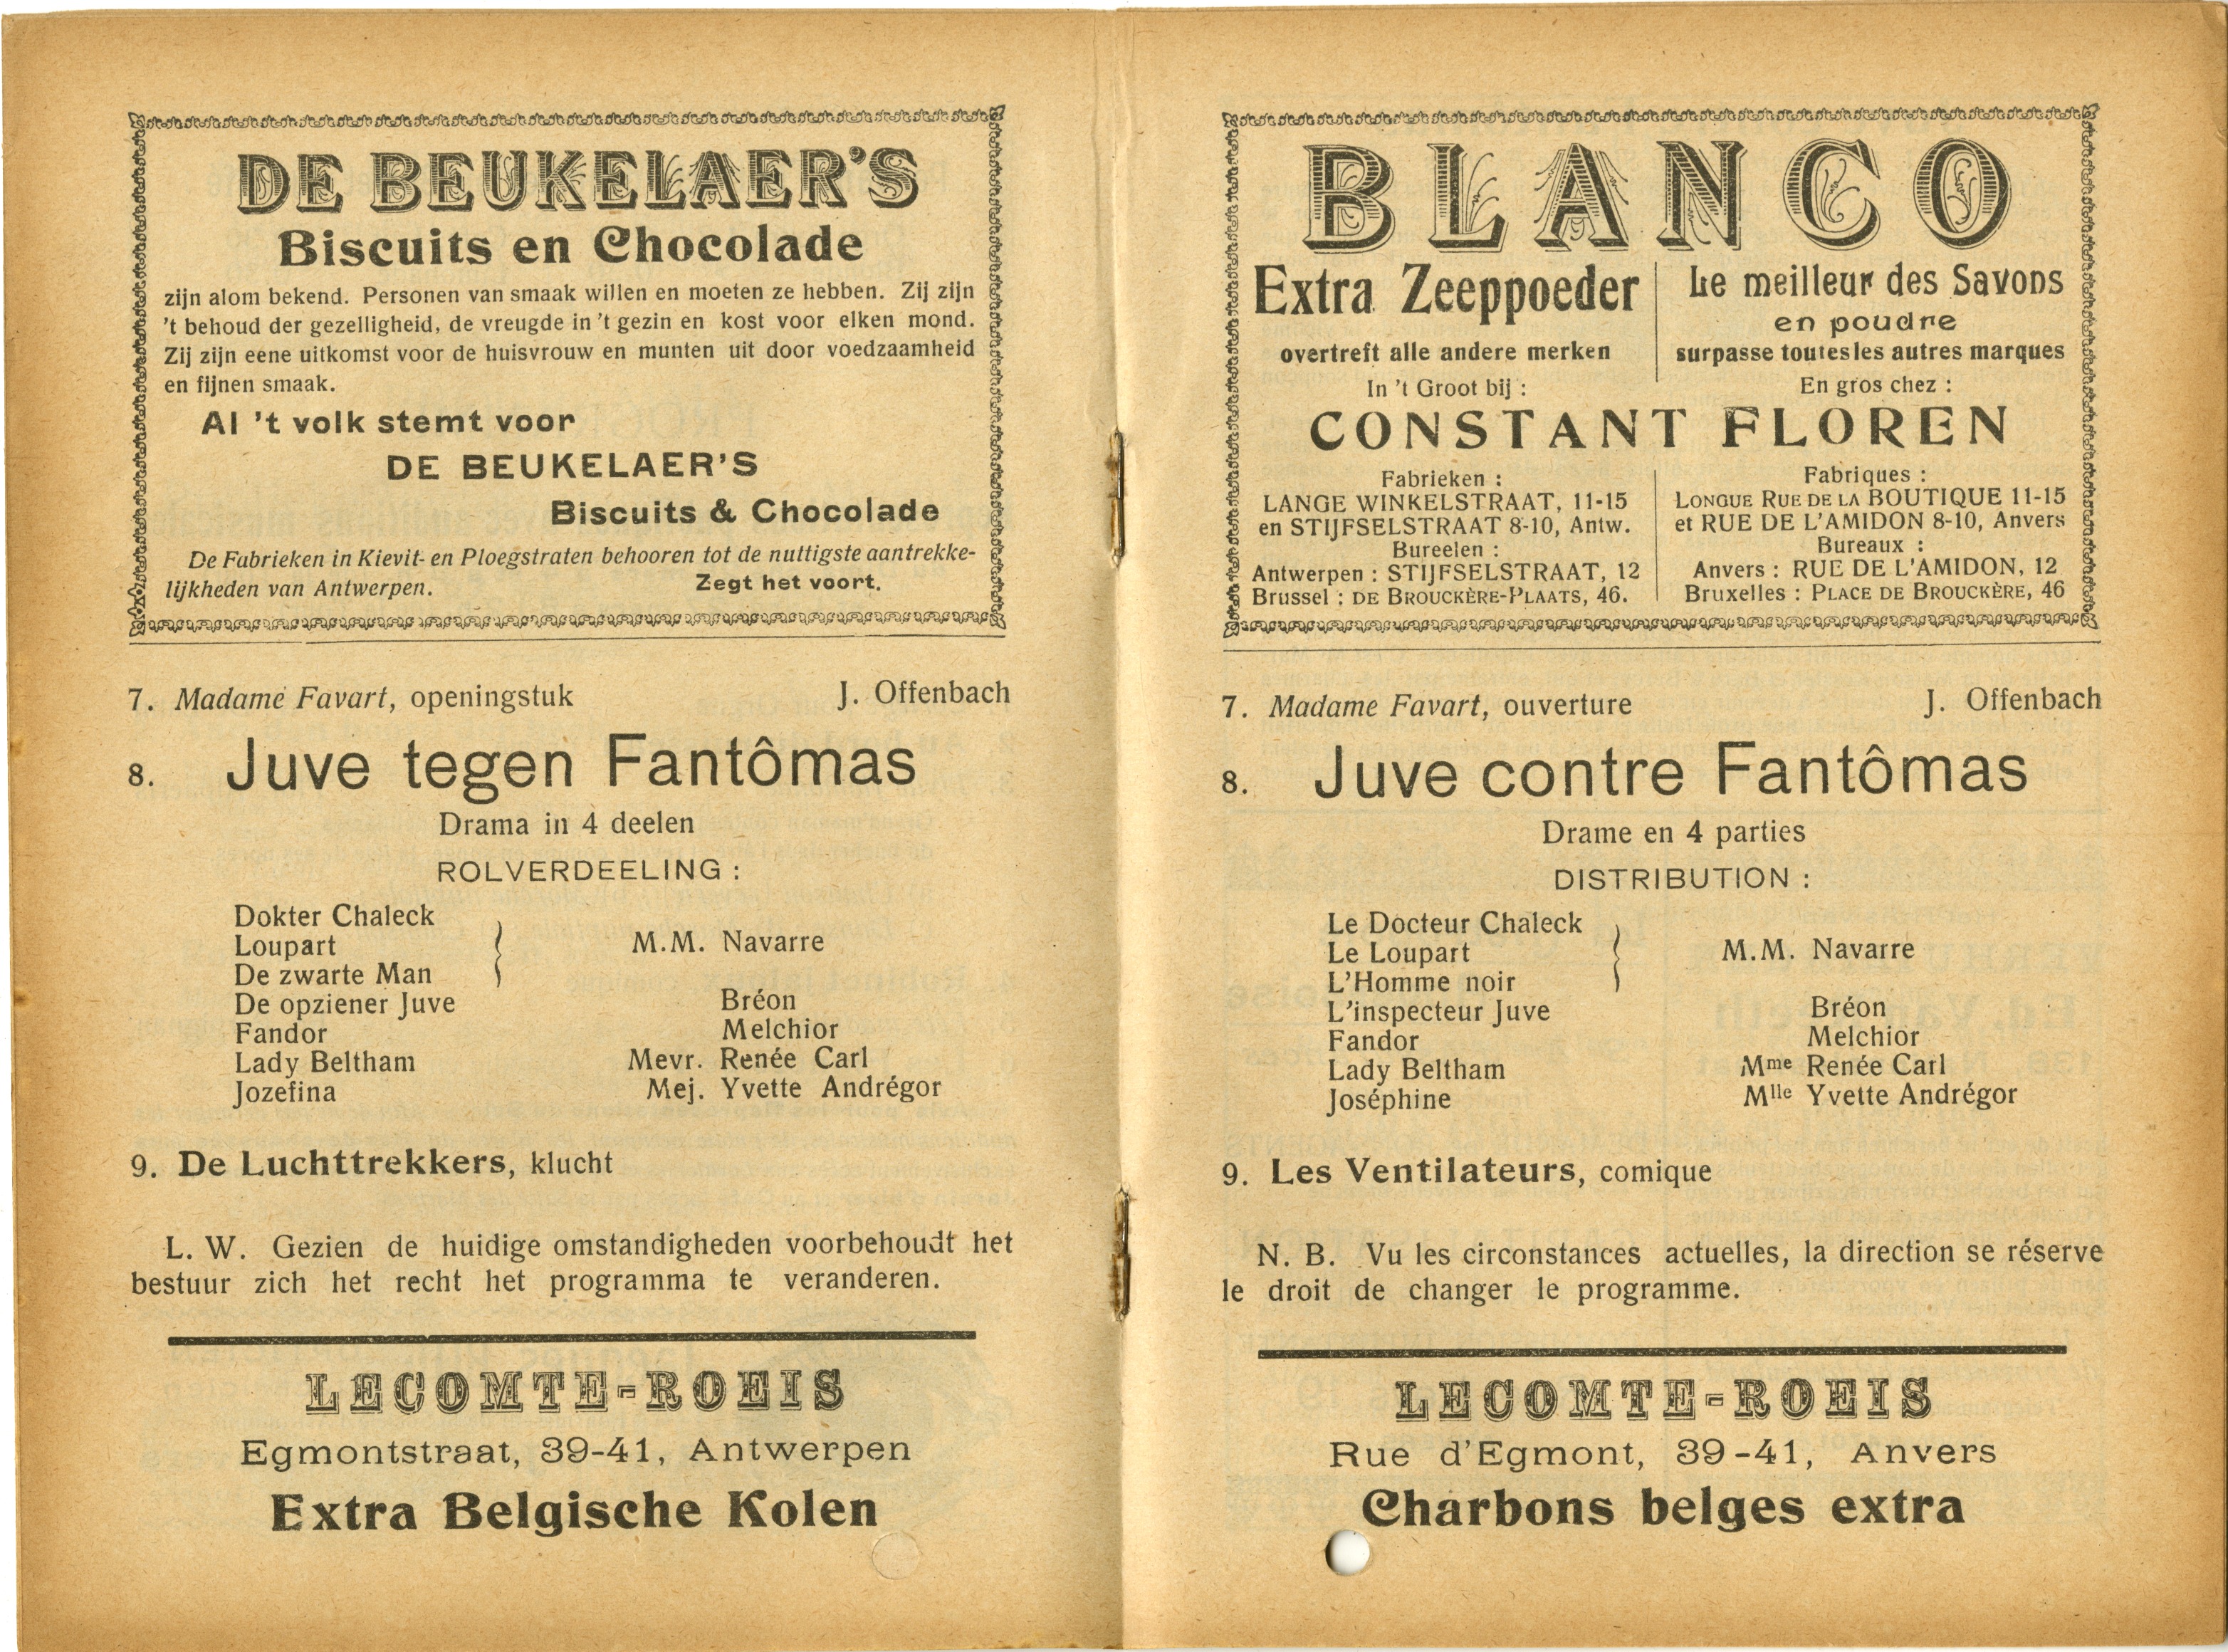 DE BEUKELAER'S
Biscuits en Chocolade
zijn alom bekend. Personen van smaak willen en moeten ze hebben. Zij zijn
't behoud der gezelligheid, de vreugde in 't gezin en kost voor elken mond.
Zij zijn eene uitkomst voor de huisvrouw en munten uit door voedzaamheid
en fijnen smaak.
Al 't volk stemt voor
DE BEUKELAER'S
Biscuits & Chocolade
De Fabrieken in Kievit- en Ploegstraten behooren tot de nuttigste aantrekke-
lijkheden van Antwerpen. Zegt het voort.
7. Madame Favart, openingstuk J. Offenbach
8. Juve tegen Fantômas
Drama in 4 deelen
ROLVERDEELING :
Dokter Chaleck
Loupart M.M. Navarre
De zwarte Man
De opziener Juve Bréon
Fandor Melchior
Lady Beltham Mevr. Renée Carl
Jozefina Mej. Yvette Andrégor
9. De Luchttrekkers, klucht
L. W. Gezien de huidige omstandigheden voorbehoudt het
bestuur zich het recht het programma te veranderen.
LECOMTE-ROEIS
Egmontstraat, 39-41, Antwerpen
Extra Belgische Kolen
BLANCO
Extra Zeeppoeder
overtreft alle andere merken
In 't Groot bij :
Le meilleur des Savons
en poudre
surpasse toutes les autres marques
En gros chez :
CONSTANT FLOREN
Fabrieken :
LANGE WINKELSTRAAT, 11-15
en STIJFSELSTRAAT 8-10, Antw.
Bureelen :
Antwerpen : STIJFSELSTRAAT, 12
Brussel : DE BROUCKÈRE-PLAATS, 46.
Fabriques :
LONGUE RUE DE LA BOUTIQUE 11-15
et RUE DE L'AMIDON 8-10, Anvers
Bureaux :
Anvers : RUE DE L'AMIDON, 12
Bruxelles : PLACE DE BROUCKÈRE, 46
7. Madame Favart, ouverture J. Offenbach
8. Juve contre Fantômas
Drame en 4 parties
DISTRIBUTION :
Le Docteur Chaleck
Le Loupart M.M. Navarre
L'Homme noir
L'inspecteur Juve Bréon
Fandor Melchior
Lady Beltham Mme Renée Carl
Joséphine Mlle Yvette Andrégor
9. Les Ventilateurs, comique
N. B. Vu les circonstances actuelles, la direction se réserve
le droit de changer le programme.
LECOMTE-ROEIS
Rue d'Egmont, 39-41, Anvers
Charbons belges extra